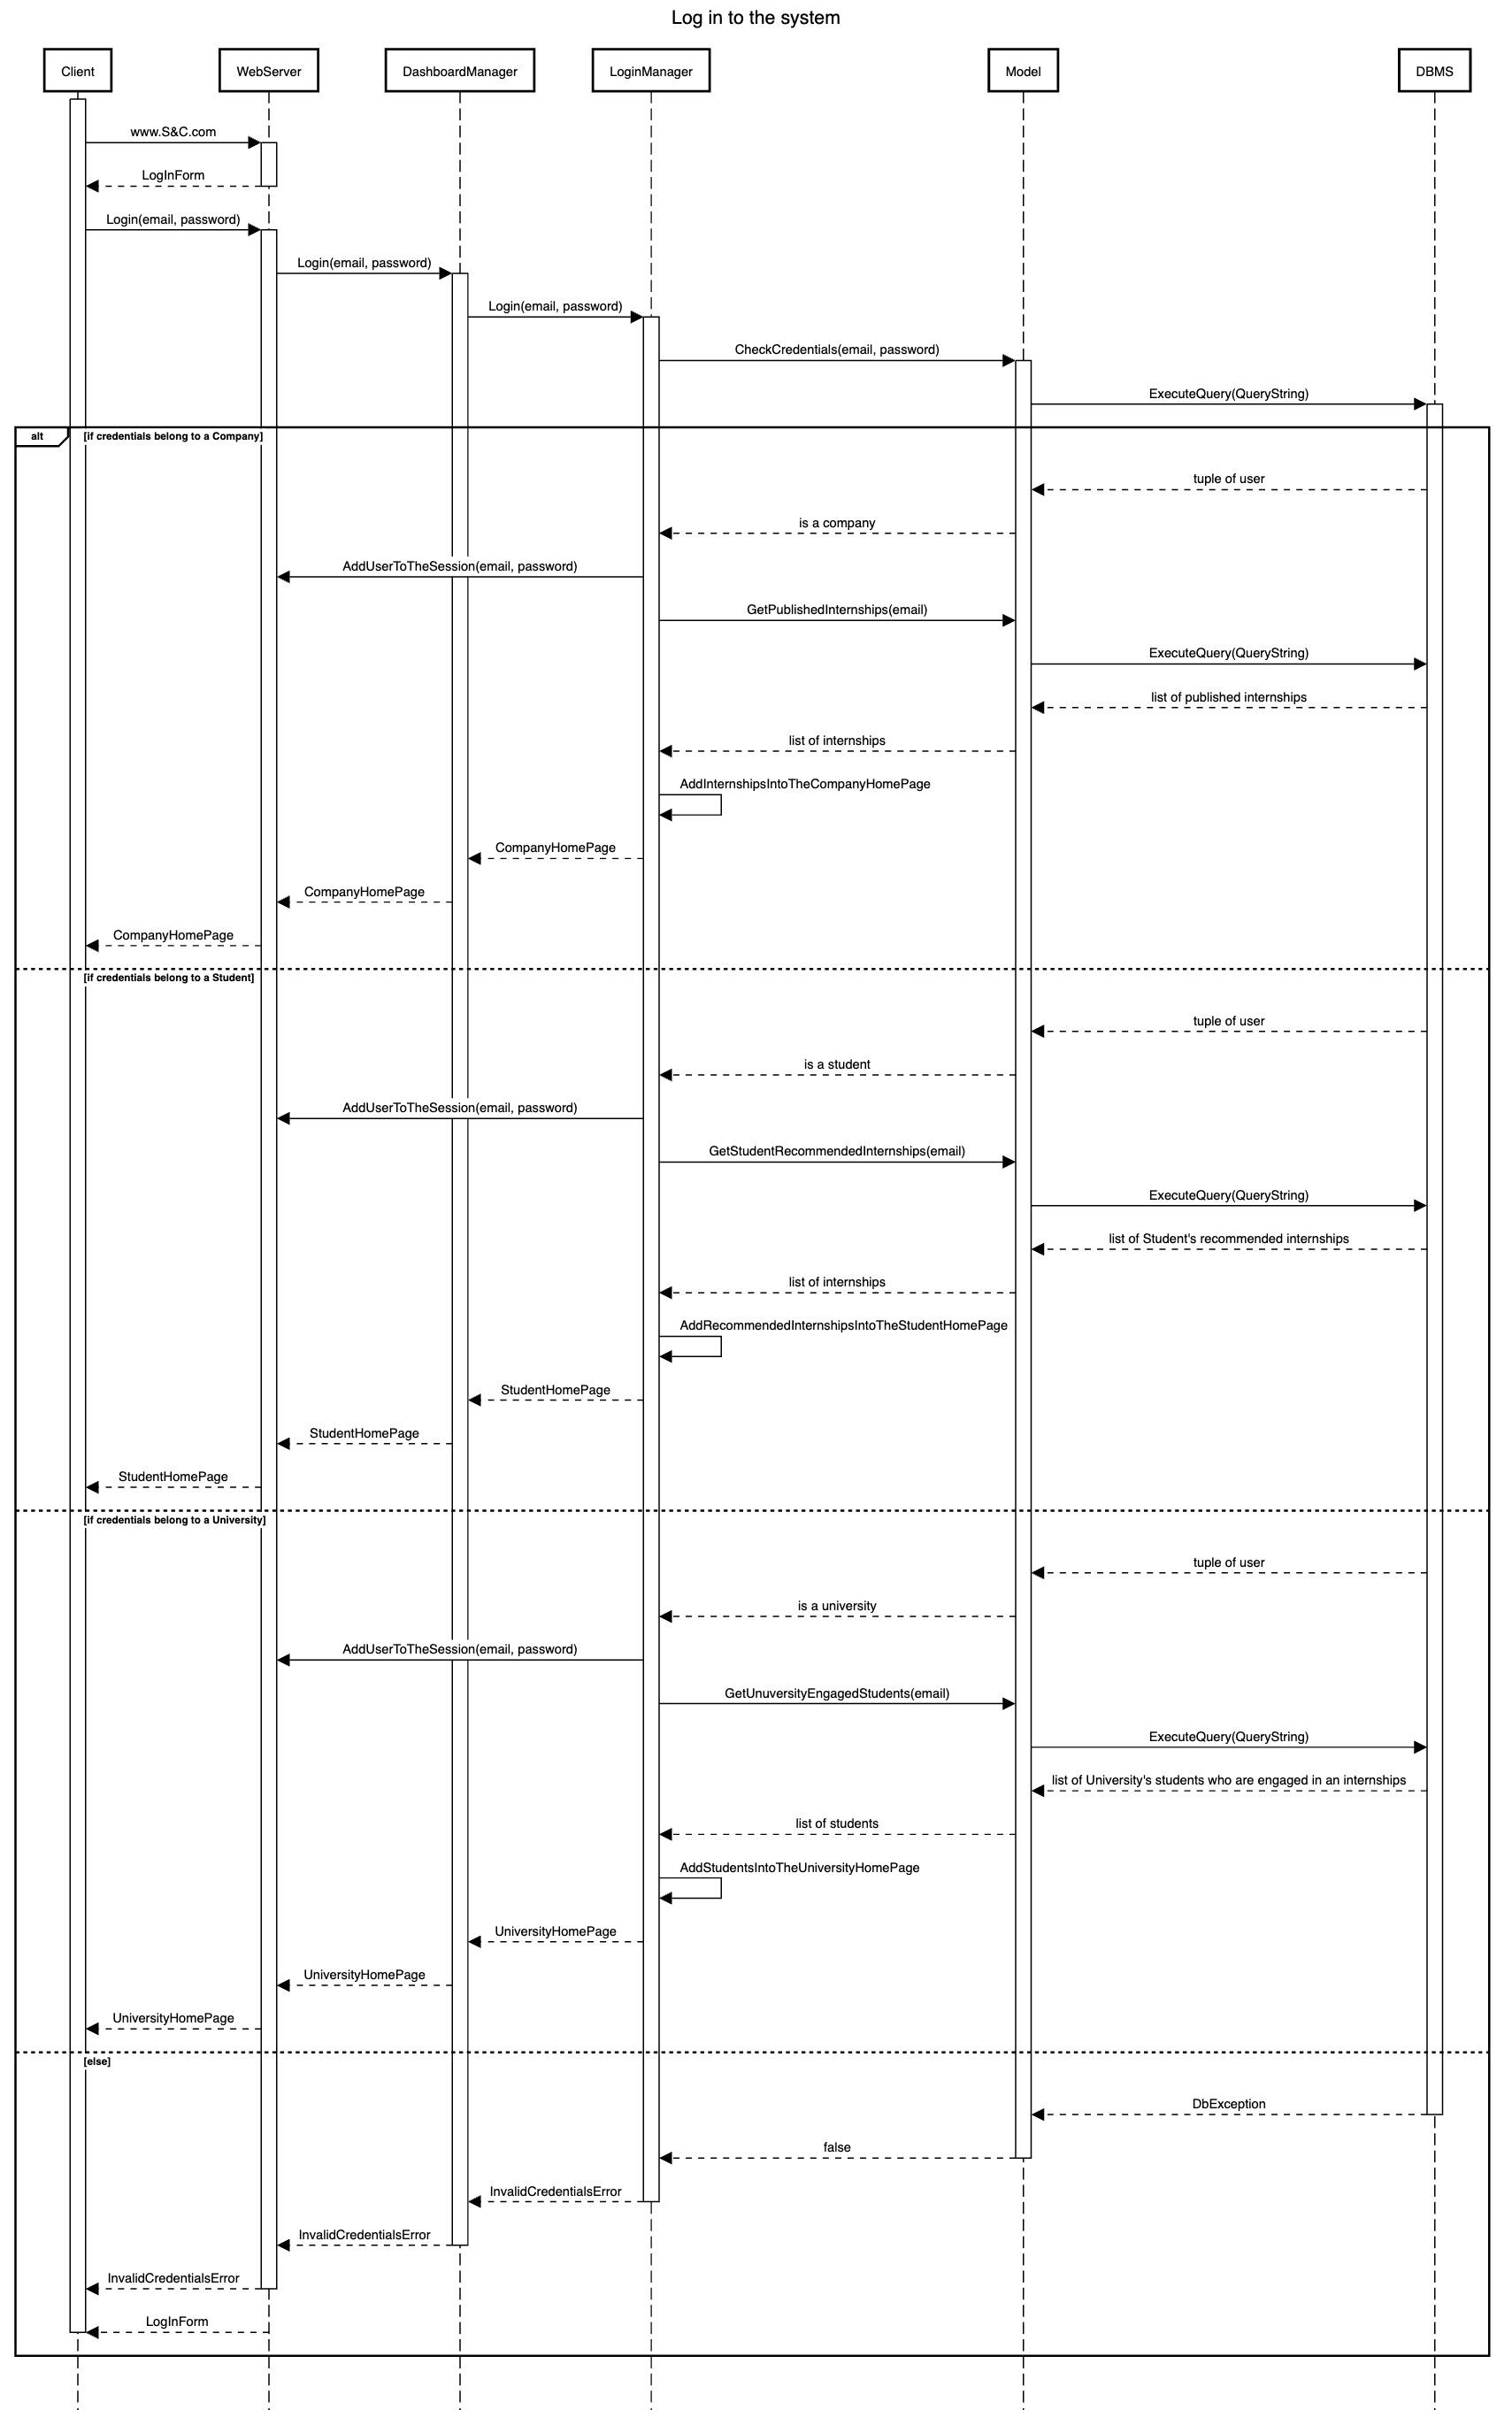 Log in to the system
Client
WebServer
DashboardManager
LoginManager
Model
DBMS
www.S&C.com
LogInForm
Login(email, password)
Login(email, password)
Login(email, password)
CheckCredentials(email, password)
ExecuteQuery(QueryString)
alt
[if credentials belong to a Company]
tuple of user
is a company
AddUserToTheSession(email, password)
GetPublishedInternships(email)
ExecuteQuery(QueryString)
list of published internships
list of internships
AddInternshipsIntoTheCompanyHomePage
CompanyHomePage
CompanyHomePage
CompanyHomePage
[if credentials belong to a Student]
tuple of user
is a student
AddUserToTheSession(email, password)
GetStudentRecommendedInternships(email)
ExecuteQuery(QueryString)
list of Student's recommended internships
list of internships
AddRecommendedInternshipsIntoTheStudentHomePage
StudentHomePage
StudentHomePage
StudentHomePage
[if credentials belong to a University]
tuple of user
is a university
AddUserToTheSession(email, password)
GetUnuversityEngagedStudents(email)
ExecuteQuery(QueryString)
list of University's students who are engaged in an internships
list of students
AddStudentsIntoTheUniversityHomePage
UniversityHomePage
UniversityHomePage
UniversityHomePage
[else]
DbException
false
InvalidCredentialsError
InvalidCredentialsError
InvalidCredentialsError
LogInForm